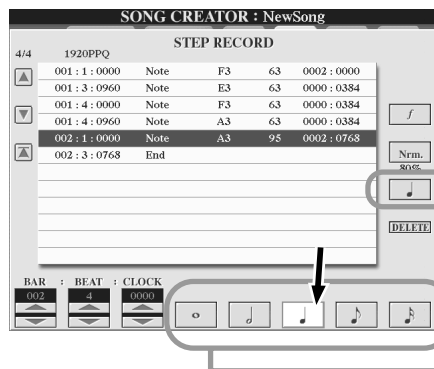 SONG CREATOR : NewSong
STEP RECORD
4/4 1920PPQ
001 : 1 : 0000 Note F3 63 0002 : 0000
001 : 3 : 0960 Note E3 63 0000 : 0384
001 : 4 : 0000 Note F3 63 0000 : 0384
001 : 4 : 0960 Note A3 63 0000 : 0384
002 : 1 : 0000 Note A3 95 0002 : 0768
002 : 3 : 0768 End
f
Nrm.
80%
DELETE
BAR : BEAT : CLOCK
002 4 0000